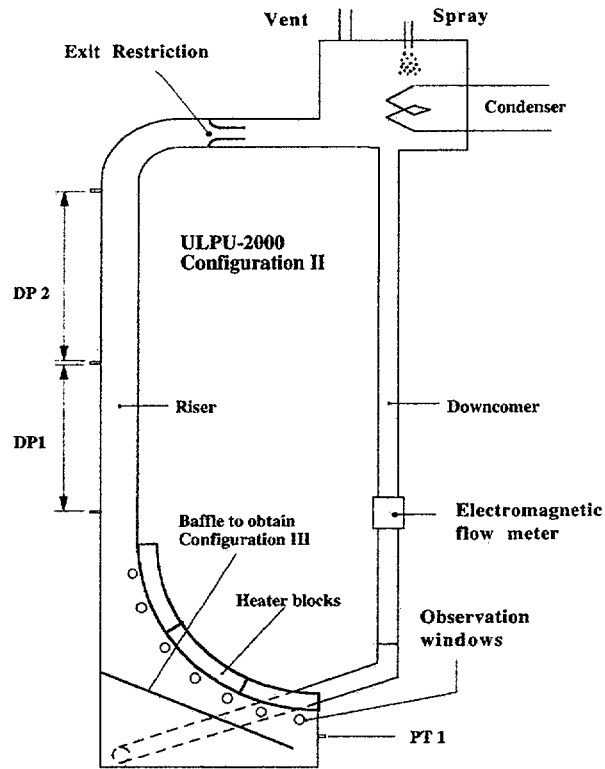 Vent
Spray
Exit Restriction
Condenser
ULPU-2000
Configuration II
DP 2
Riser
Downcomer
DP1
Baffle to obtain
Configuration III
Electromagnetic
flow meter
Heater blocks
Observation
windows
PT 1